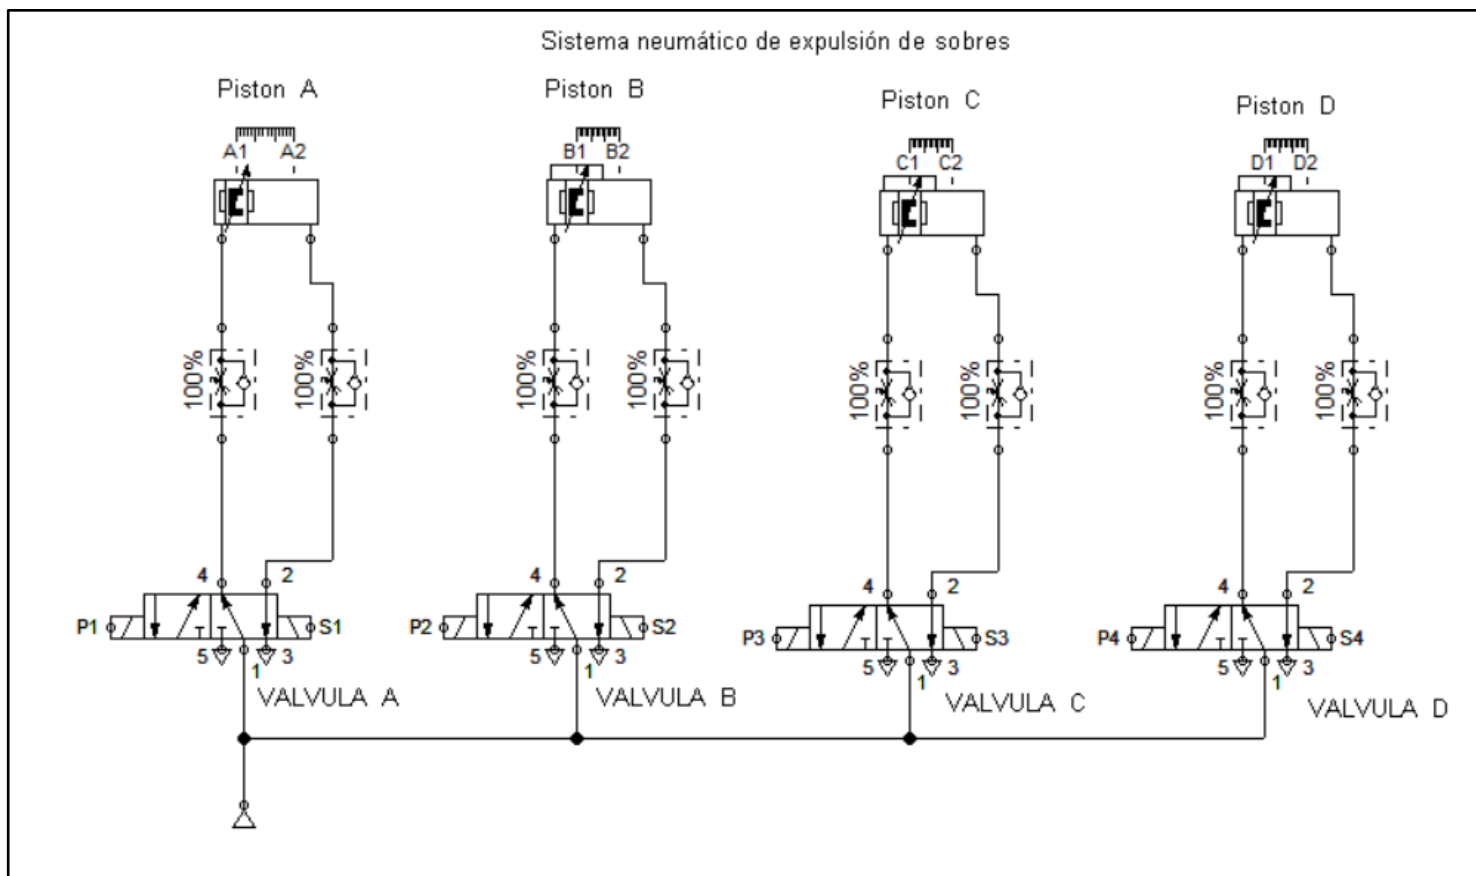 Sistema neumático de expulsión de sobres
Piston A
Piston B
Piston C
Piston D
A1 A2
B1 B2
C1 C2
D1 D2
100% 100%
100% 100%
100% 100%
100% 100%
4 2
P1 S1
5 1 3
VALVULA A
4 2
P2 S2
5 1 3
VALVULA B
4 2
P3 S3
5 1 3
VALVULA C
4 2
P4 S4
5 1 3
VALVULA D